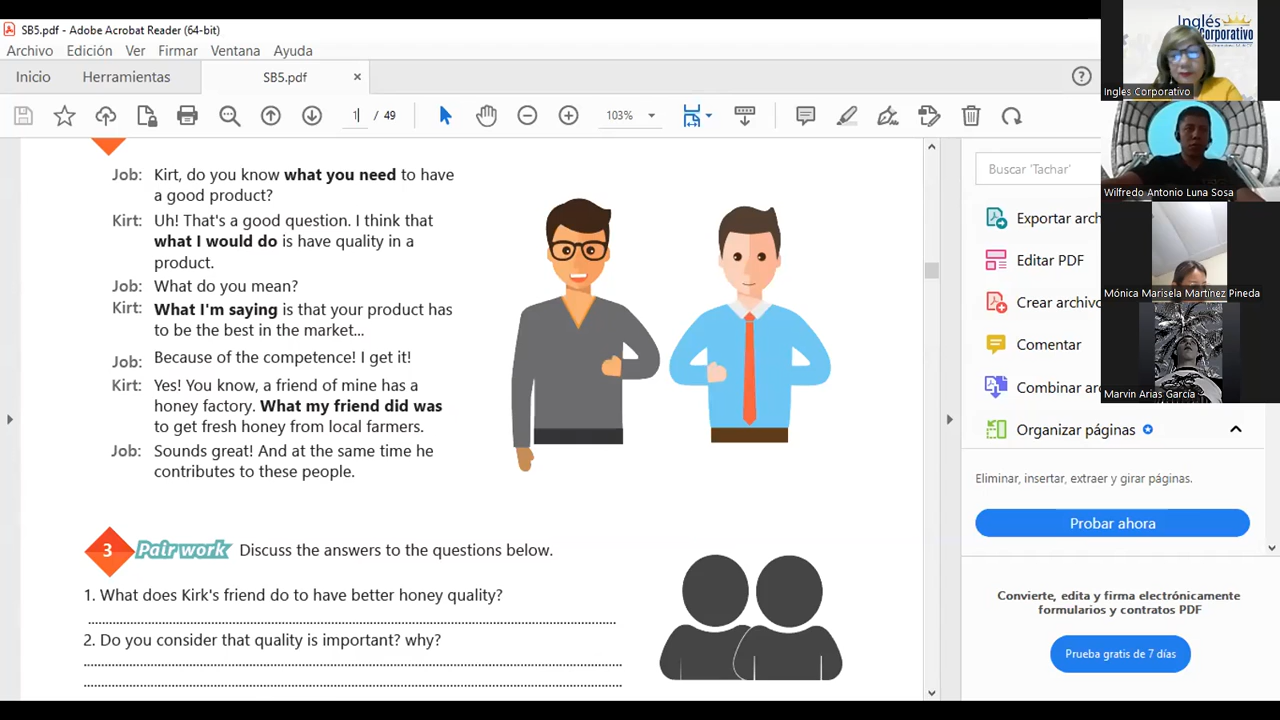 SB5.pdf - Adobe Acrobat Reader (64-bit)
Archivo Edición Ver Firmar Ventana Ayuda
Inicio Herramientas SB5.pdf ×
1 / 49 103%
Job: Kirt, do you know what you need to have
a good product?
Kirt: Uh! That's a good question. I think that
what I would do is have quality in a
product.
Job: What do you mean?
Kirt: What I'm saying is that your product has
to be the best in the market...
Job: Because of the competence! I get it!
Kirt: Yes! You know, a friend of mine has a
honey factory. What my friend did was
to get fresh honey from local farmers.
Job: Sounds great! And at the same time he
contributes to these people.
3 Pair work Discuss the answers to the questions below.
1. What does Kirk's friend do to have better honey quality?
2. Do you consider that quality is important? why?
Buscar 'Tachar'
Exportar arch
Editar PDF
Crear archivo
Comentar
Combinar arc
Organizar páginas
Eliminar, insertar, extraer y girar páginas.
Probar ahora
Convierte, edita y firma electrónicamente
formularios y contratos PDF
Prueba gratis de 7 días
Inglés
Corporativo
Ingles Corporativo
Wilfredo Antonio Luna Sosa
Mónica Marisela Martínez Pineda
Marvin Arias García